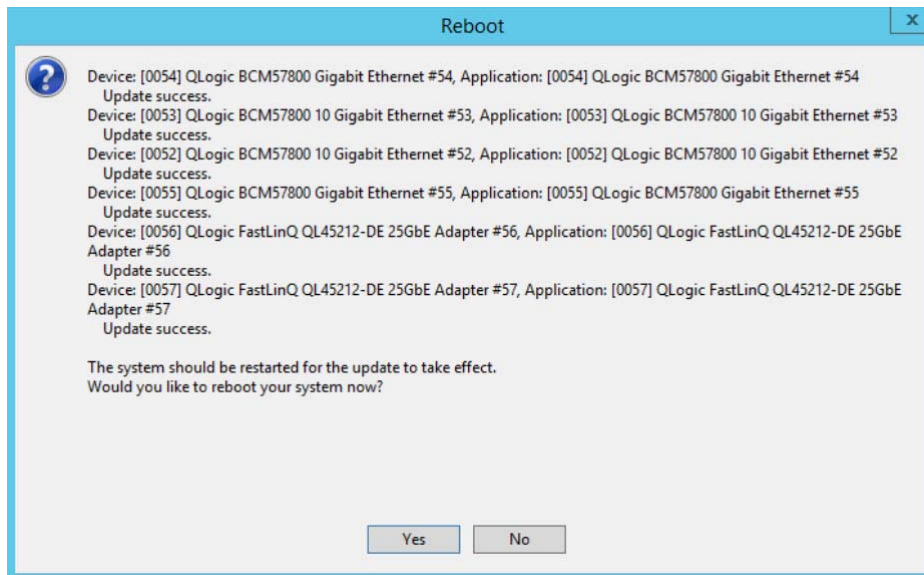 Reboot
x
?
Device: [0054] QLogic BCM57800 Gigabit Ethernet #54, Application: [0054] QLogic BCM57800 Gigabit Ethernet #54
Update success.
Device: [0053] QLogic BCM57800 10 Gigabit Ethernet #53, Application: [0053] QLogic BCM57800 10 Gigabit Ethernet #53
Update success.
Device: [0052] QLogic BCM57800 10 Gigabit Ethernet #52, Application: [0052] QLogic BCM57800 10 Gigabit Ethernet #52
Update success.
Device: [0055] QLogic BCM57800 Gigabit Ethernet #55, Application: [0055] QLogic BCM57800 Gigabit Ethernet #55
Update success.
Device: [0056] QLogic FastLinQ QL45212-DE 25GbE Adapter #56, Application: [0056] QLogic FastLinQ QL45212-DE 25GbE
Adapter #56
Update success.
Device: [0057] QLogic FastLinQ QL45212-DE 25GbE Adapter #57, Application: [0057] QLogic FastLinQ QL45212-DE 25GbE
Adapter #57
Update success.
The system should be restarted for the update to take effect.
Would you like to reboot your system now?
Yes No